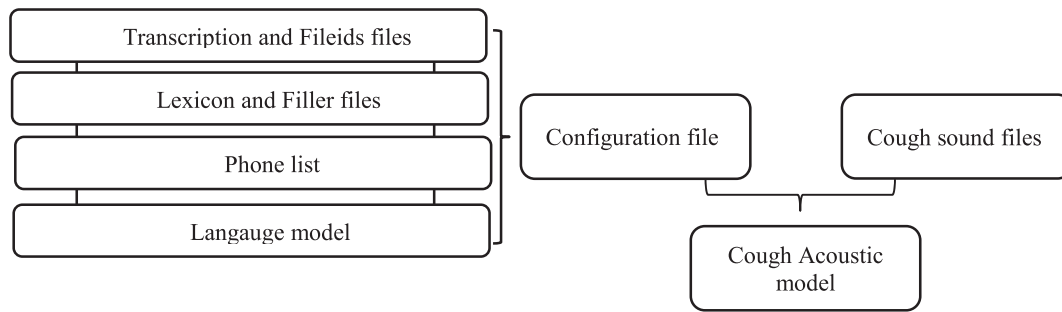 Transcription and Fileids files
Lexicon and Filler files
Phone list
Langauge model
Configuration file
Cough sound files
Cough Acoustic
model